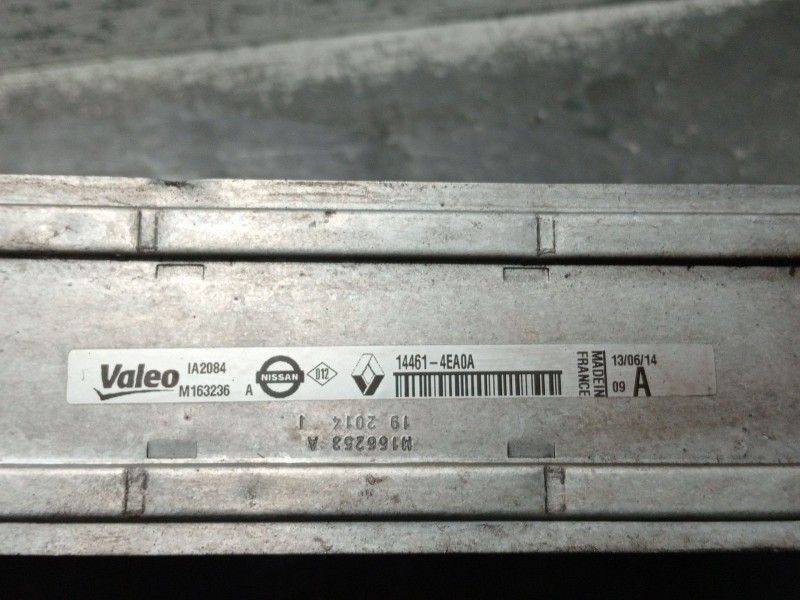 Valeo
IA2084
M163236 A
NISSAN
D12
14461-4EA0A
MADE IN
FRANCE
13/06/14
09 A
M166253 A
19 2014 1